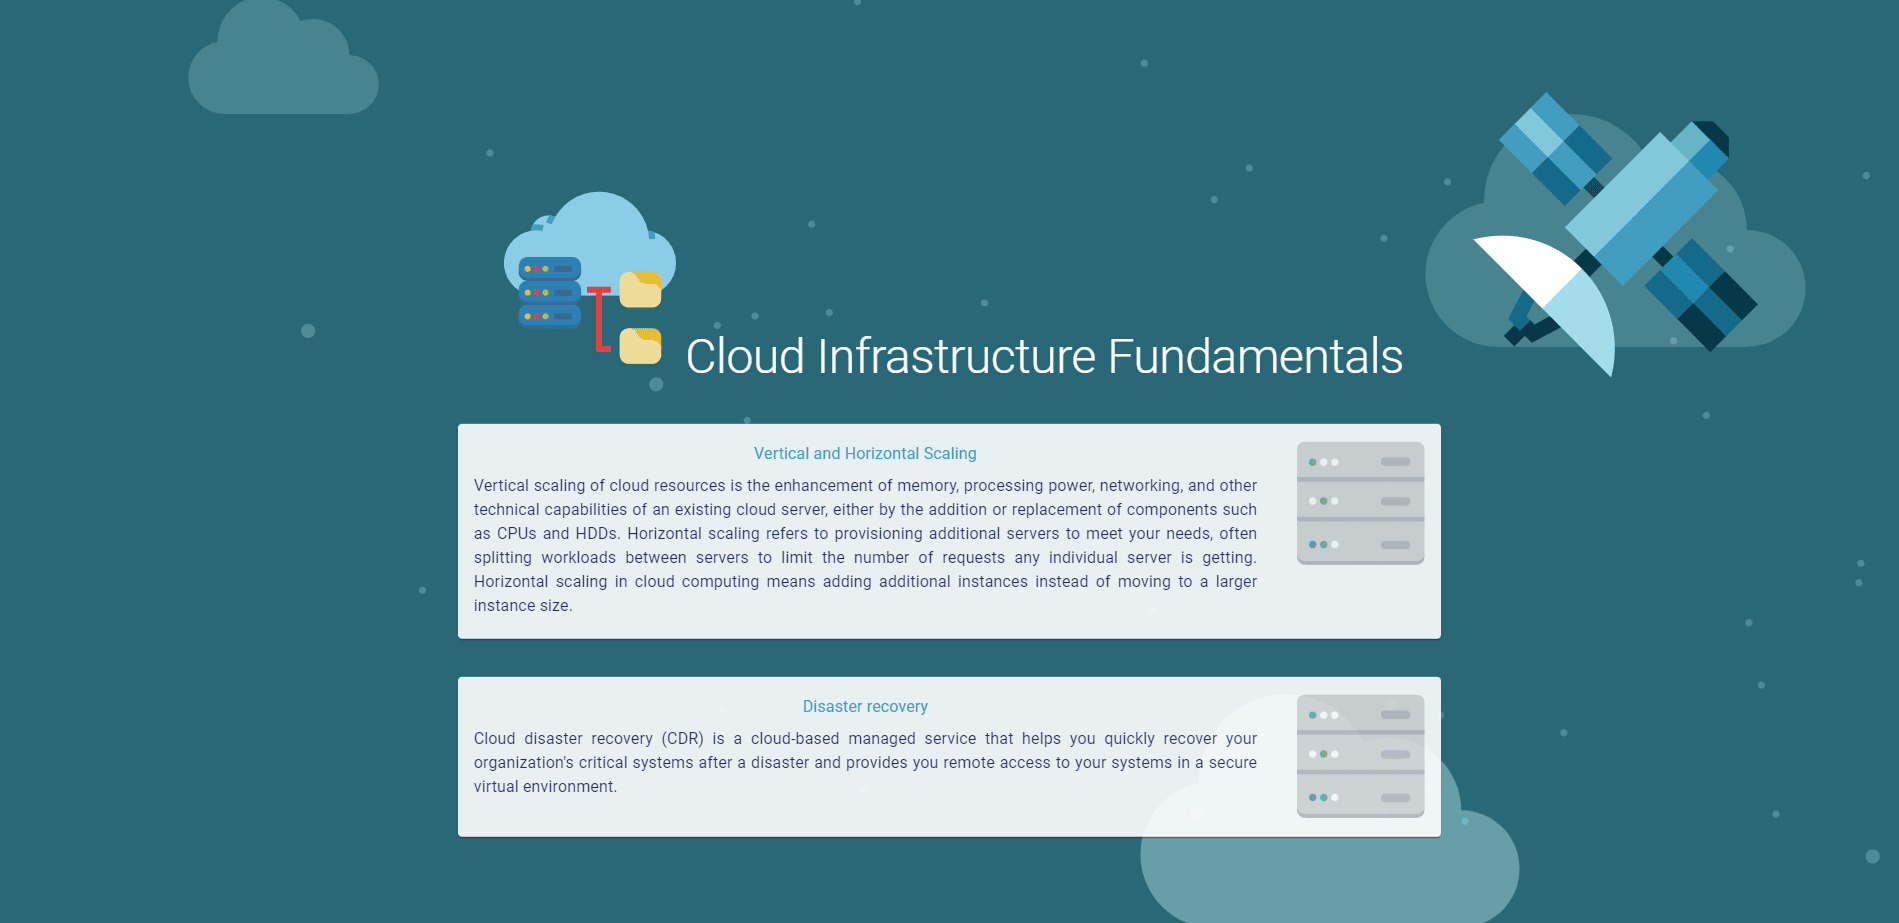 Cloud Infrastructure Fundamentals
Vertical and Horizontal Scaling
Vertical scaling of cloud resources is the enhancement of memory, processing power, networking, and other
technical capabilities of an existing cloud server, either by the addition or replacement of components such
as CPUs and HDDs. Horizontal scaling refers to provisioning additional servers to meet your needs, often
splitting workloads between servers to limit the number of requests any individual server is getting.
Horizontal scaling in cloud computing means adding additional instances instead of moving to a larger
instance size.
Disaster recovery
Cloud disaster recovery (CDR) is a cloud-based managed service that helps you quickly recover your
organization's critical systems after a disaster and provides you remote access to your systems in a secure
virtual environment.